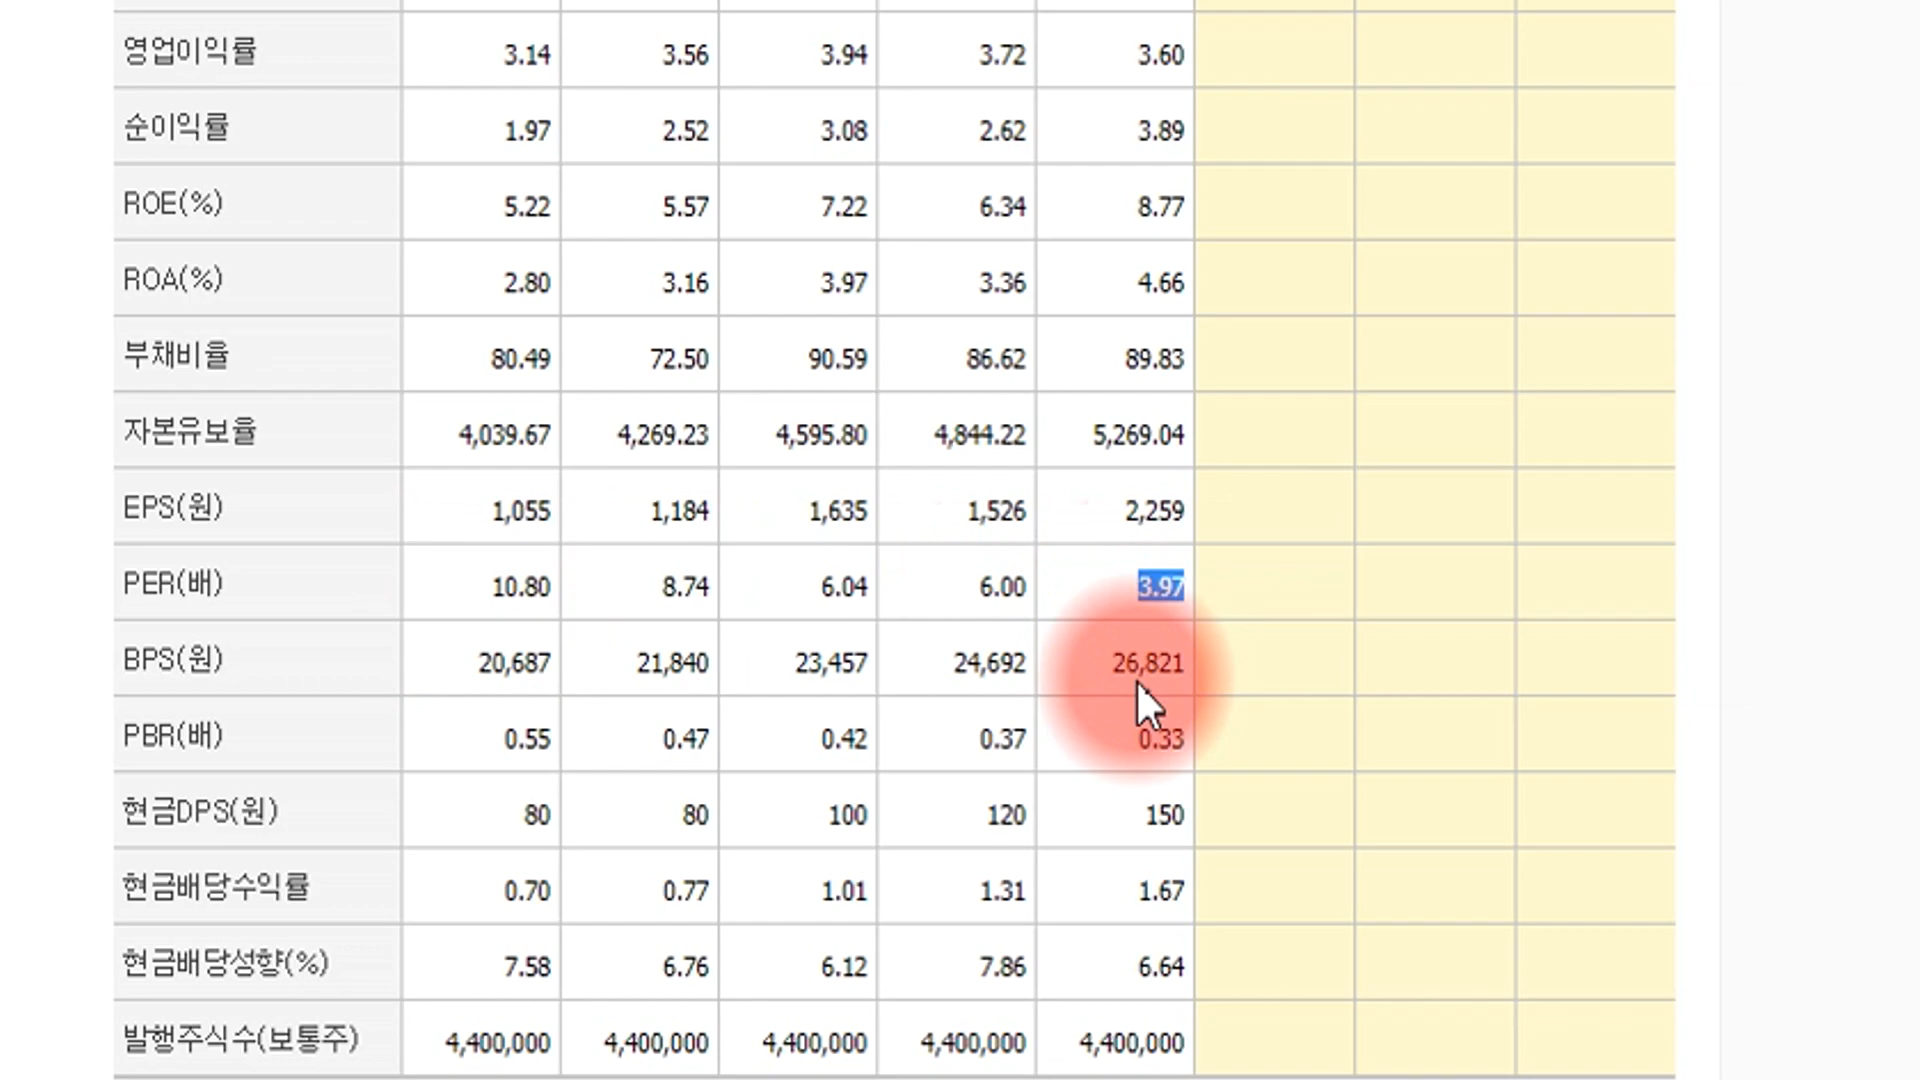 영업이익률 3.14 3.56 3.94 3.72 3.60
순이익률 1.97 2.52 3.08 2.62 3.89
ROE(%) 5.22 5.57 7.22 6.34 8.77
ROA(%) 2.80 3.16 3.97 3.36 4.66
부채비율 80.49 72.50 90.59 86.62 89.83
자본유보율 4,039.67 4,269.23 4,595.80 4,844.22 5,269.04
EPS(원) 1,055 1,184 1,635 1,526 2,259
PER(배) 10.80 8.74 6.04 6.00 3.97
BPS(원) 20,687 21,840 23,457 24,692 26,821
PBR(배) 0.55 0.47 0.42 0.37 0.33
현금DPS(원) 80 80 100 120 150
현금배당수익률 0.70 0.77 1.01 1.31 1.67
현금배당성향(%) 7.58 6.76 6.12 7.86 6.64
발행주식수(보통주) 4,400,000 4,400,000 4,400,000 4,400,000 4,400,000